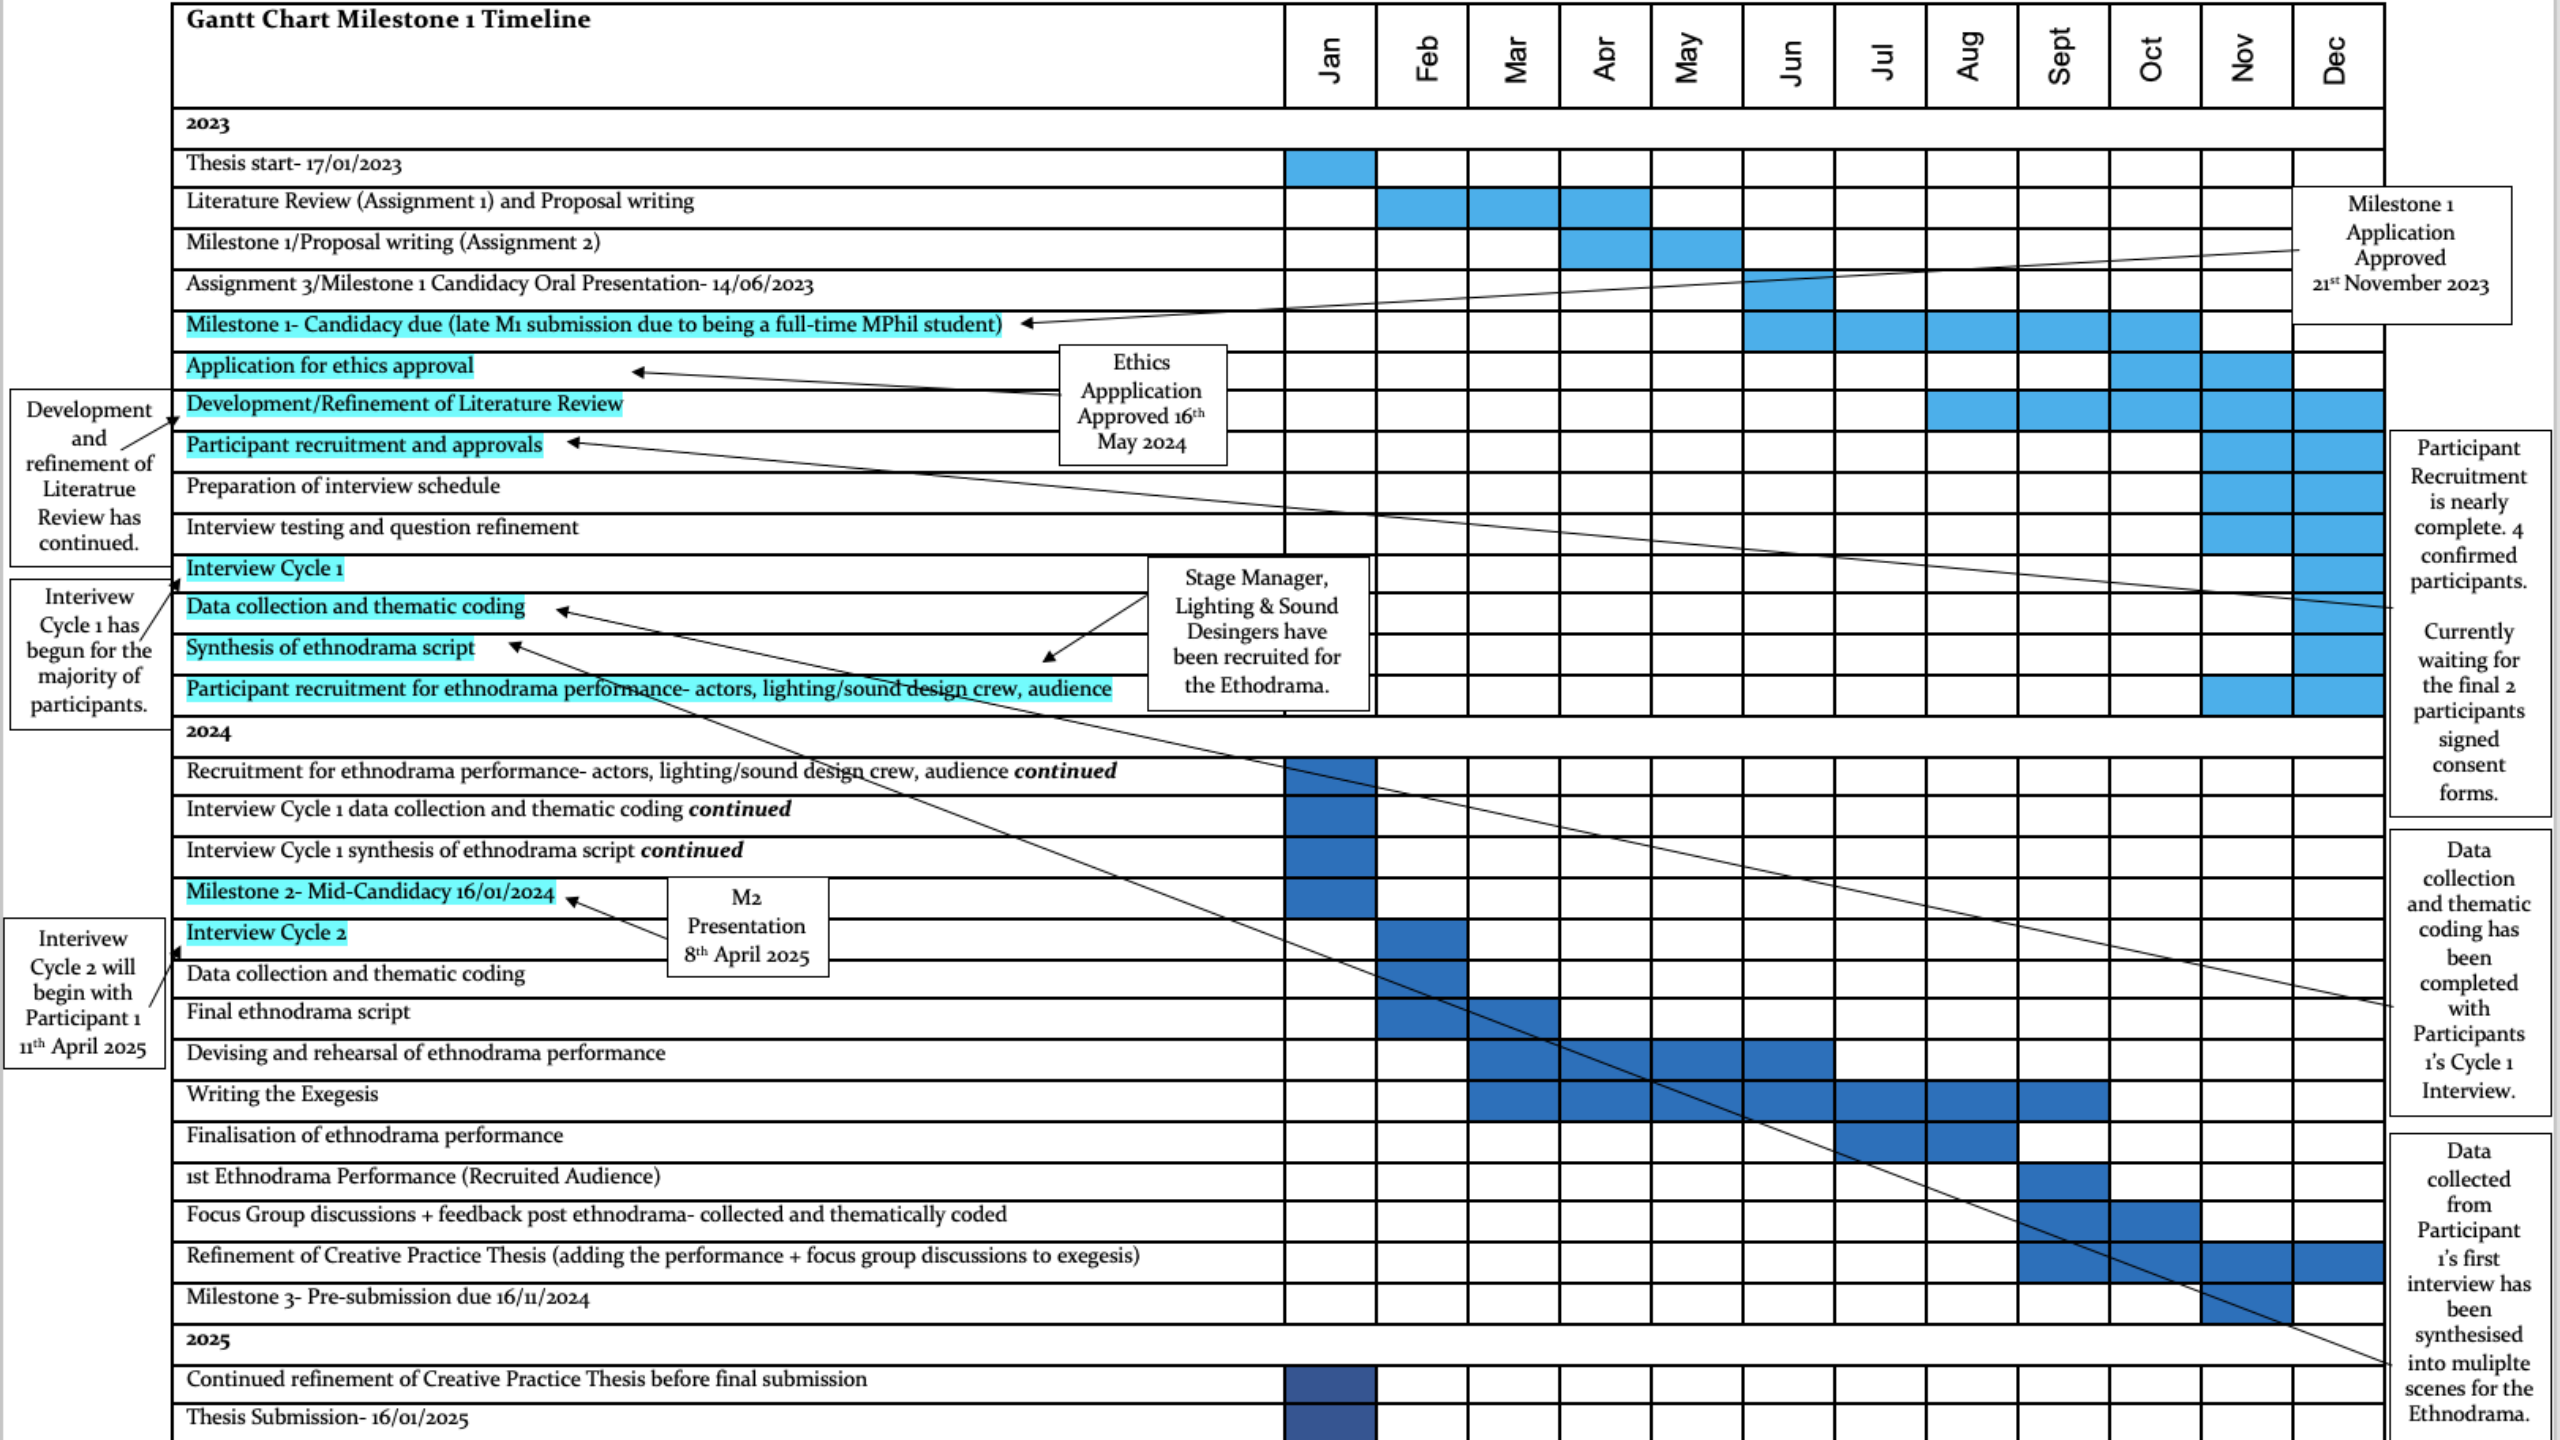 Gantt Chart Milestone 1 Timeline
Jan
Feb
Mar
Apr
May
Jun
Jul
Aug
Sept
Oct
Nov
Dec
2023
Thesis start- 17/01/2023
Literature Review (Assignment 1) and Proposal writing
Milestone 1/Proposal writing (Assignment 2)
Assignment 3/Milestone 1 Candidacy Oral Presentation- 14/06/2023
Milestone 1- Candidacy due (late M1 submission due to being a full-time MPhil student)
Application for ethics approval
Development/Refinement of Literature Review
Participant recruitment and approvals
Preparation of interview schedule
Interview testing and question refinement
Interview Cycle 1
Data collection and thematic coding
Synthesis of ethnodrama script
Participant recruitment for ethnodrama performance- actors, lighting/sound design crew, audience
2024
Recruitment for ethnodrama performance- actors, lighting/sound design crew, audience continued
Interview Cycle 1 data collection and thematic coding continued
Interview Cycle 1 synthesis of ethnodrama script continued
Milestone 2- Mid-Candidacy 16/01/2024
Interview Cycle 2
Data collection and thematic coding
Final ethnodrama script
Devising and rehearsal of ethnodrama performance
Writing the Exegesis
Finalisation of ethnodrama performance
1st Ethnodrama Performance (Recruited Audience)
Focus Group discussions + feedback post ethnodrama- collected and thematically coded
Refinement of Creative Practice Thesis (adding the performance + focus group discussions to exegesis)
Milestone 3- Pre-submission due 16/11/2024
2025
Continued refinement of Creative Practice Thesis before final submission
Thesis Submission- 16/01/2025
Development
and
refinement of
Literatrue
Review has
continued.
Interivew
Cycle 1 has
begun for the
majority of
participants.
Interivew
Cycle 2 will
begin with
Participant 1
11th April 2025
Ethics
Appplication
Approved 16th
May 2024
Stage Manager,
Lighting & Sound
Desingers have
been recruited for
the Ethodrama.
M2
Presentation
8th April 2025
Milestone 1
Application
Approved
21st November 2023
Participant
Recruitment
is nearly
complete. 4
confirmed
participants.
Currently
waiting for
the final 2
participants
signed
consent
forms.
Data
collection
and thematic
coding has
been
completed
with
Participants
1's Cycle 1
Interview.
Data
collected
from
Participant
1's first
interview has
been
synthesised
into muliplte
scenes for the
Ethnodrama.